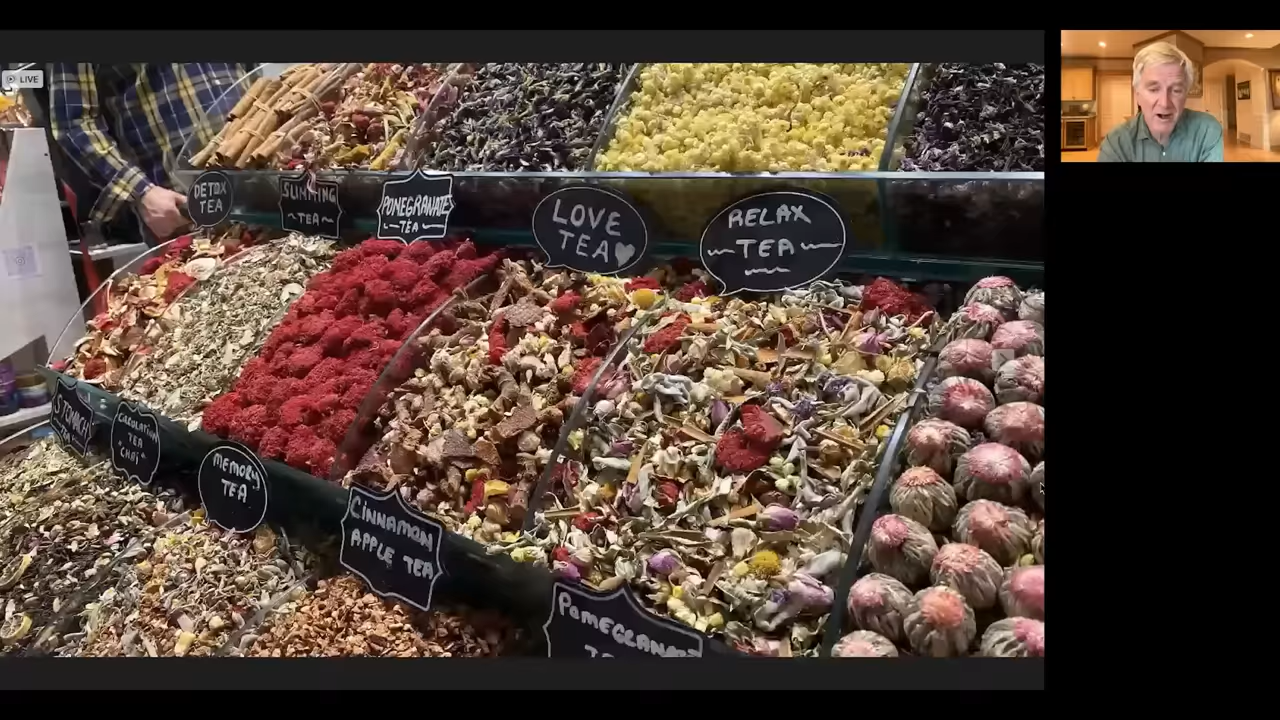 LIVE
DETOX
TEA
SLIMMING
TEA
POMEGRANATE
TEA
LOVE
TEA
RELAX
TEA
STOMACH
TEA
CIRCULATION
TEA
"CHAI"
MEMORY
TEA
CINNAMON
APPLE TEA
POMEGRANATE